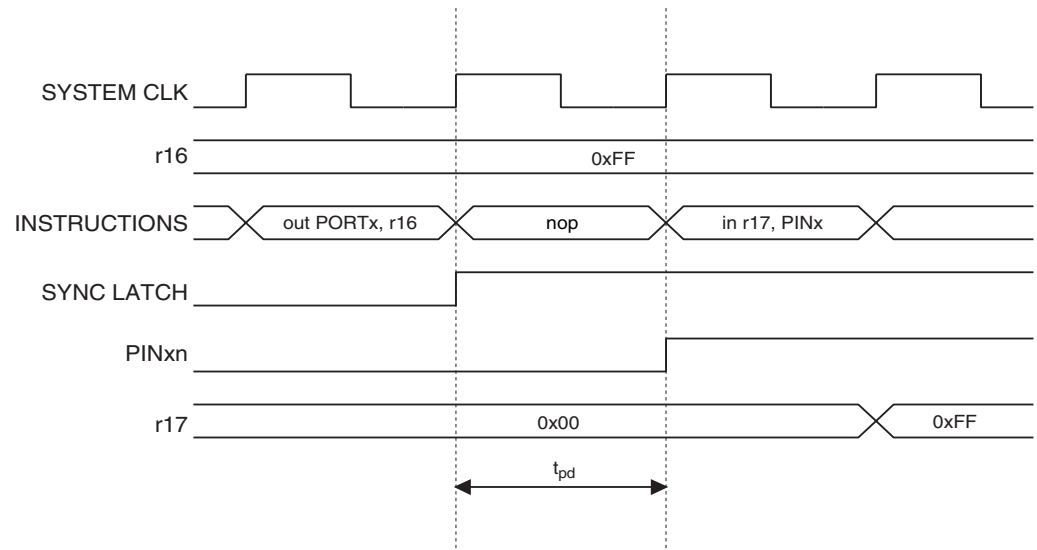 SYSTEM CLK
r16
0xFF
INSTRUCTIONS
out PORTx, r16
nop
in r17, PINx
SYNC LATCH
PINxn
r17
0x00
0xFF
tpd